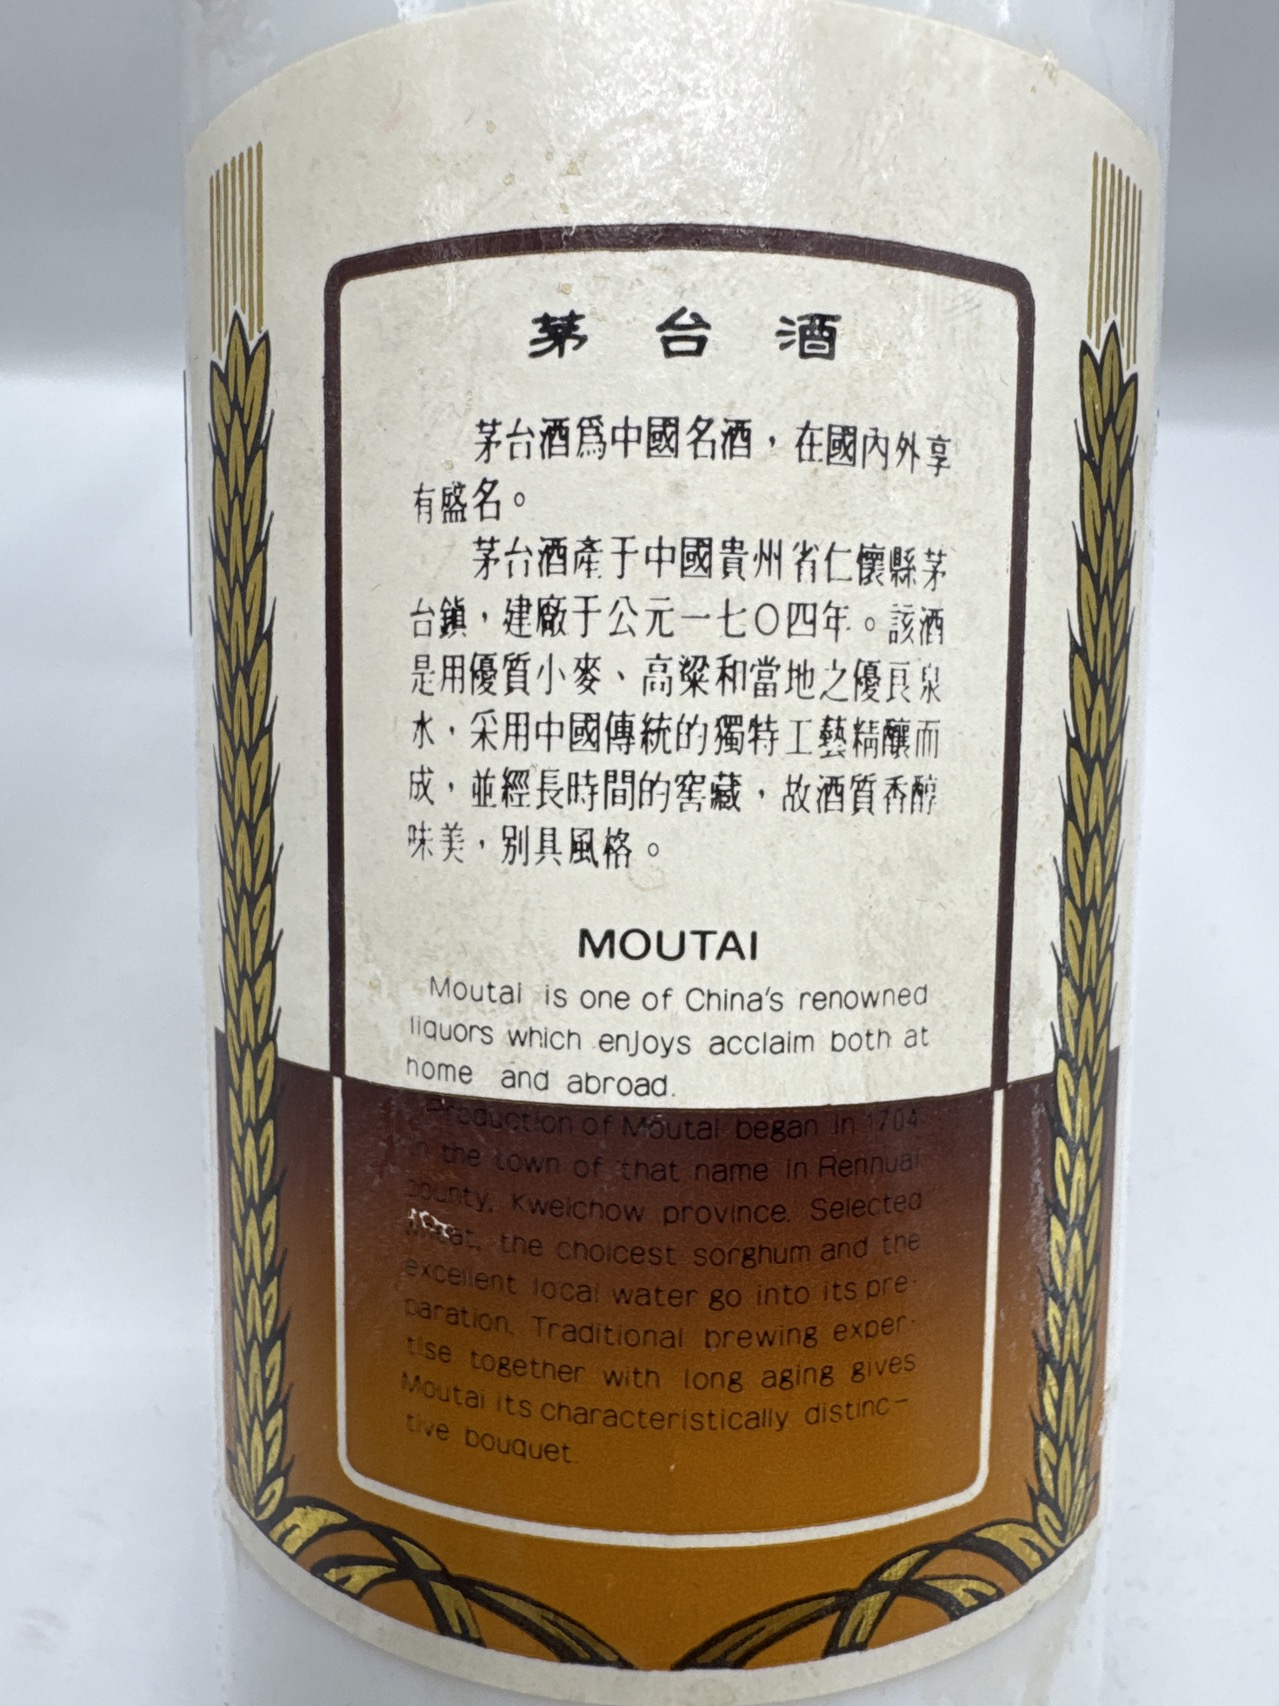 茅台酒
茅台酒爲中國名酒，在國內外享
有盛名。
茅台酒產于中國貴州省仁懷縣茅
台鎮，建廠于公元一七〇四年。該酒
是用優質小麥、高粱和當地之優良泉
水，采用中國傳統的獨特工藝精釀而
成，並經長時間的窖藏，故酒質香醇
味美，别具風格。
MOUTAI
Moutai is one of China's renowned
liquors which enjoys acclaim both at
home and abroad.
Production of Moutai began in 1704
in the town of that name in Renhuai
county, Kweichow province. Selected
wheat, the choicest sorghum and the
excellent local water go into its pre-
paration. Traditional brewing exper-
tise together with long aging gives
Moutai its characteristically distinc-
tive bouquet.